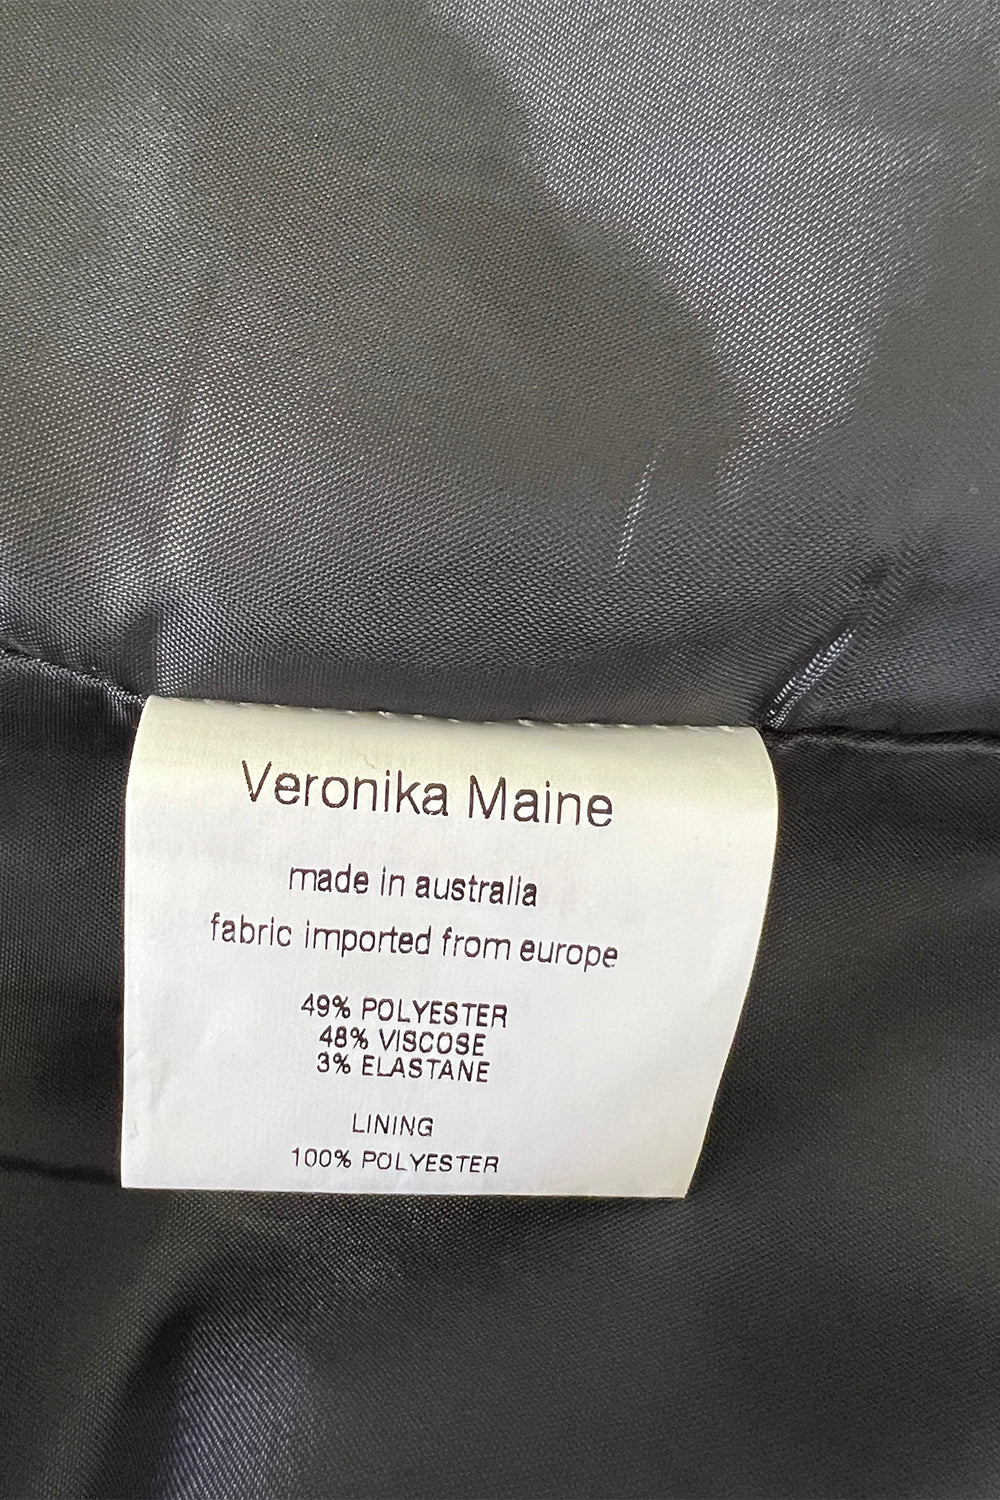 Veronika Maine
made in australia
fabric imported from europe
49% POLYESTER
48% VISCOSE
3% ELASTANE
LINING
100% POLYESTER